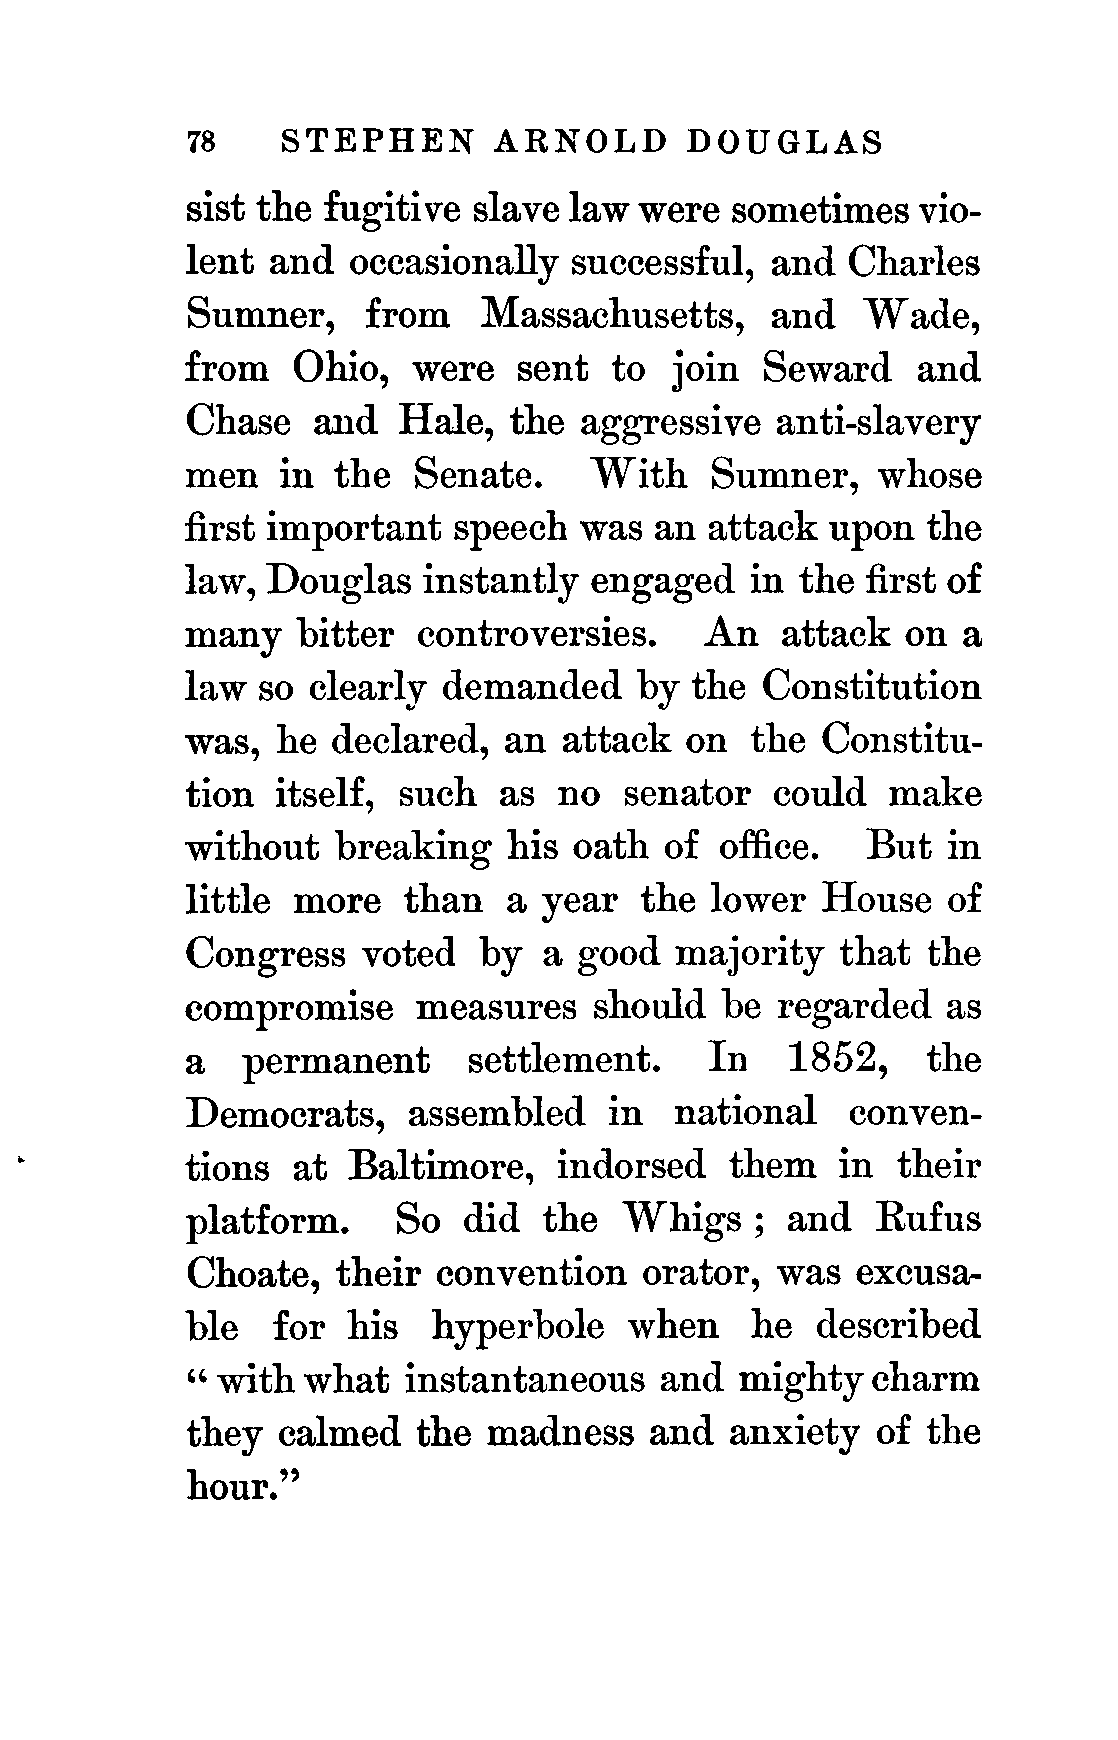 78 STEPHEN ARNOLD DOUGLAS
sist the fugitive slave law were sometimes vio-
lent and occasionally successful, and Charles
Sumner, from Massachusetts, and Wade,
from Ohio, were sent to join Seward and
Chase and Hale, the aggressive anti-slavery
men in the Senate. With Sumner, whose
first important speech was an attack upon the
law, Douglas instantly engaged in the first of
many bitter controversies. An attack on a
law so clearly demanded by the Constitution
was, he declared, an attack on the Constitu-
tion itself, such as no senator could make
without breaking his oath of office. But in
little more than a year the lower House of
Congress voted by a good majority that the
compromise measures should be regarded as
a permanent settlement. In 1852, the
Democrats, assembled in national conven-
tions at Baltimore, indorsed them in their
platform. So did the Whigs ; and Rufus
Choate, their convention orator, was excusa-
ble for his hyperbole when he described
“ with what instantaneous and mighty charm
they calmed the madness and anxiety of the
hour.”